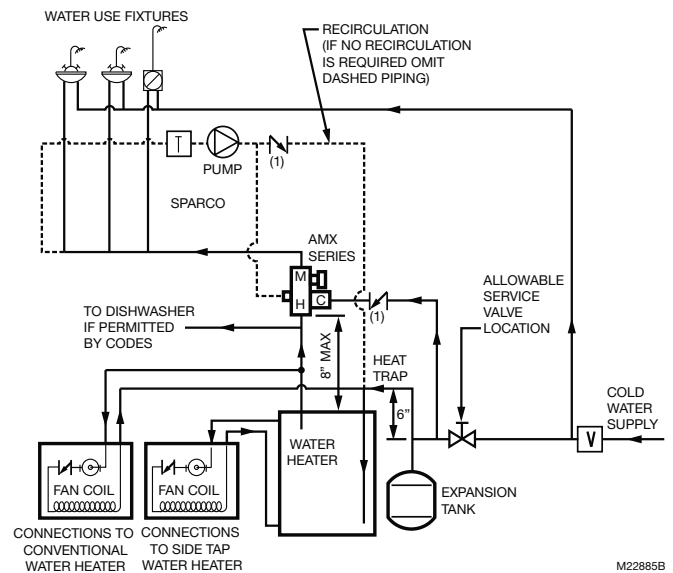 WATER USE FIXTURES
RECIRCULATION
(IF NO RECIRCULATION
IS REQUIRED OMIT
DASHED PIPING)
T
PUMP
(1)
SPARCO
AMX
SERIES
M
H
C
(1)
ALLOWABLE
SERVICE
VALVE
LOCATION
TO DISHWASHER
IF PERMITTED
BY CODES
8" MAX
HEAT
TRAP
6"
COLD
WATER
SUPPLY
V
WATER
HEATER
FAN COIL
FAN COIL
EXPANSION
TANK
CONNECTIONS TO
CONVENTIONAL
WATER HEATER
CONNECTIONS
TO SIDE TAP
WATER HEATER
M22885B